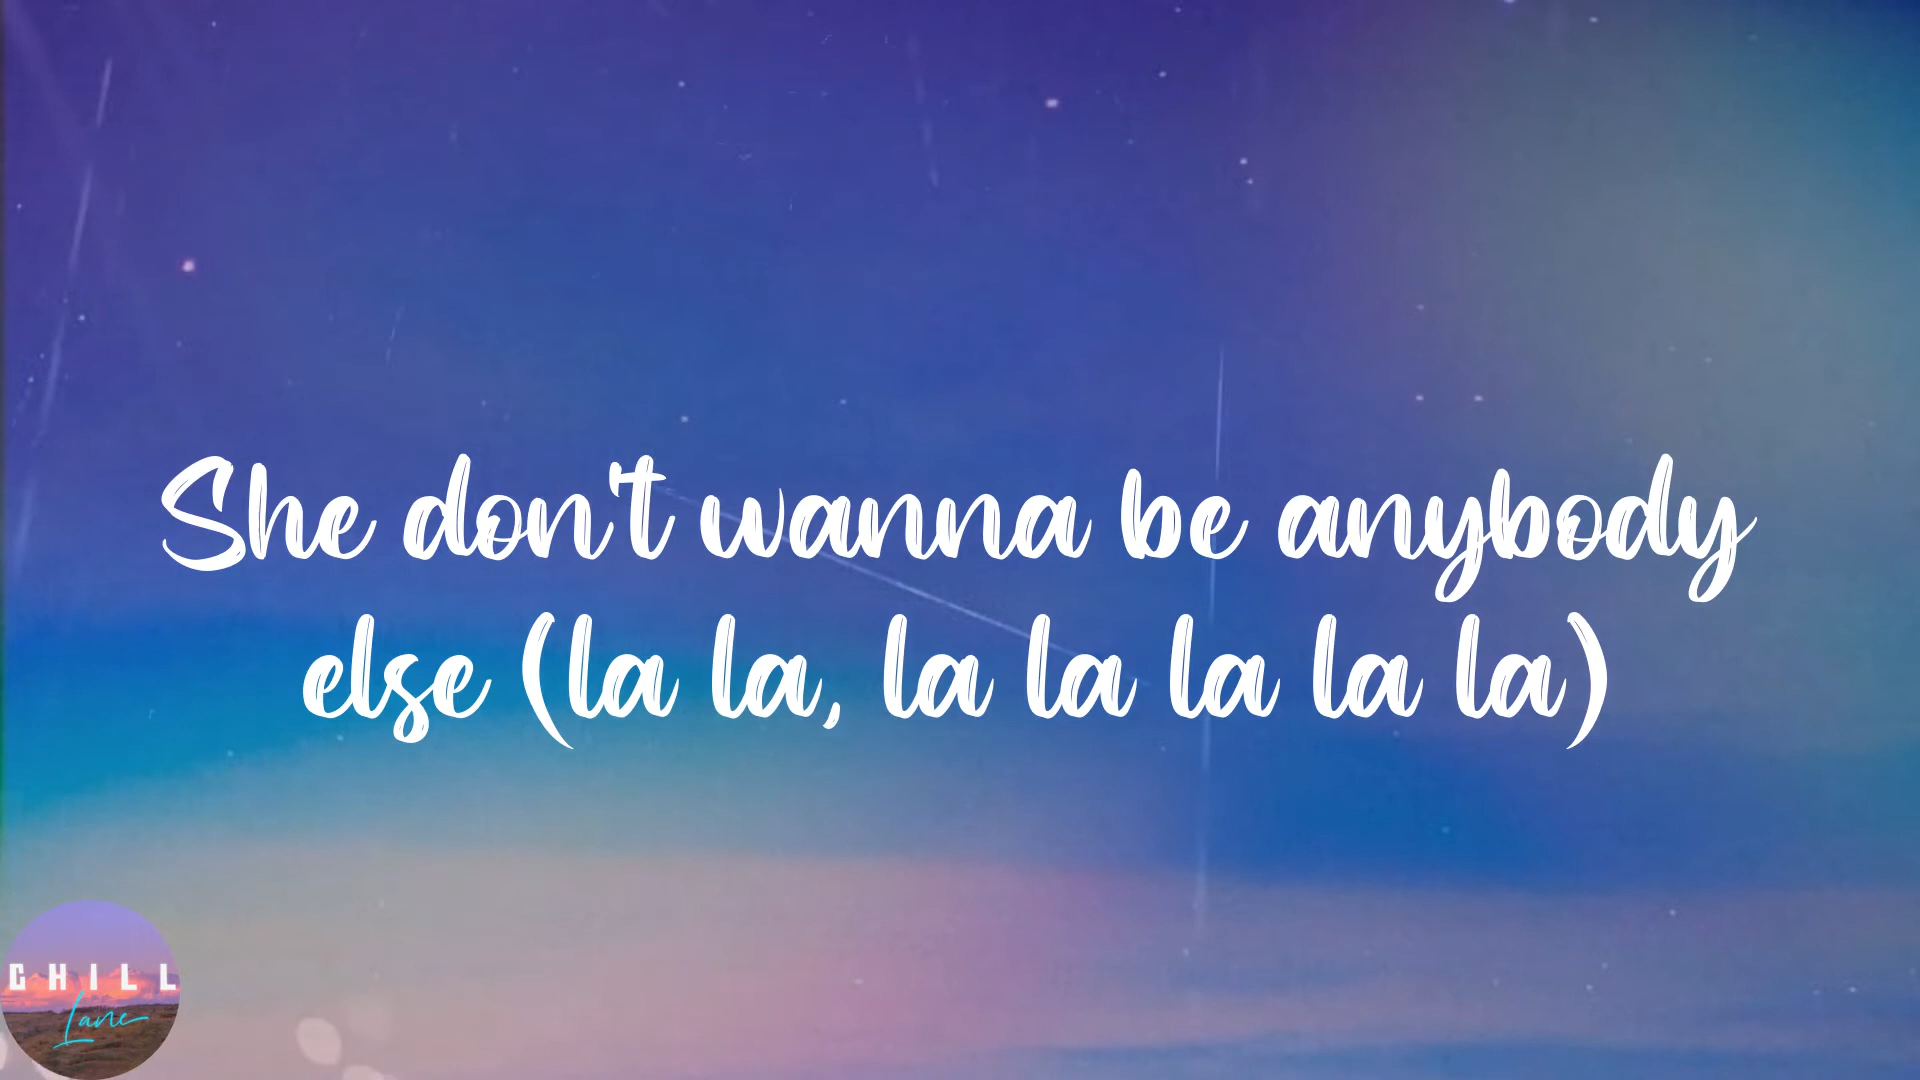 She don't wanna be anybody
else (la la, la la la la la)
CHILL
Lane